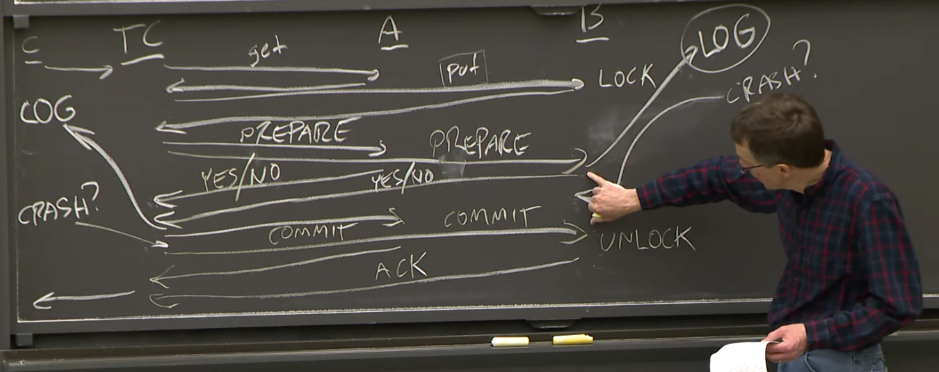 C TC A B
get
put
LOCK
LOG
CRASH?
LOG
PREPARE
PREPARE
YES/NO
YES/NO
CRASH?
COMMIT
COMMIT
UNLOCK
ACK